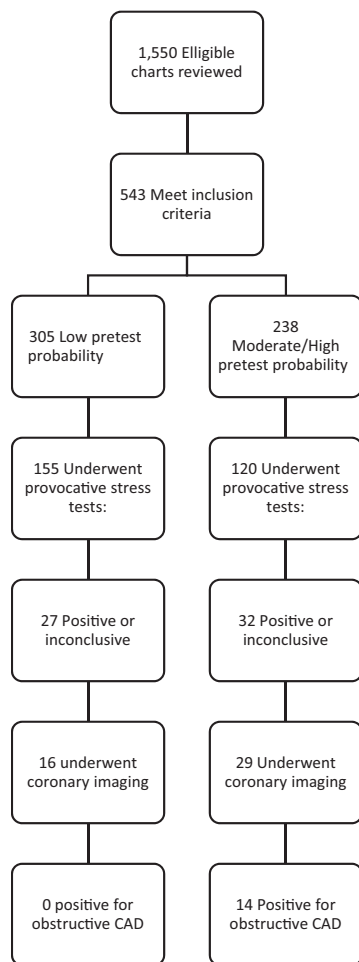 1,550 Elligible
charts reviewed
543 Meet inclusion
criteria
305 Low pretest
probability
238
Moderate/High
pretest probability
155 Underwent
provocative stress
tests:
120 Underwent
provocative stress
tests:
27 Positive or
inconclusive
32 Positive or
inconclusive
16 underwent
coronary imaging
29 Underwent
coronary imaging
0 positive for
obstructive CAD
14 Positive for
obstructive CAD